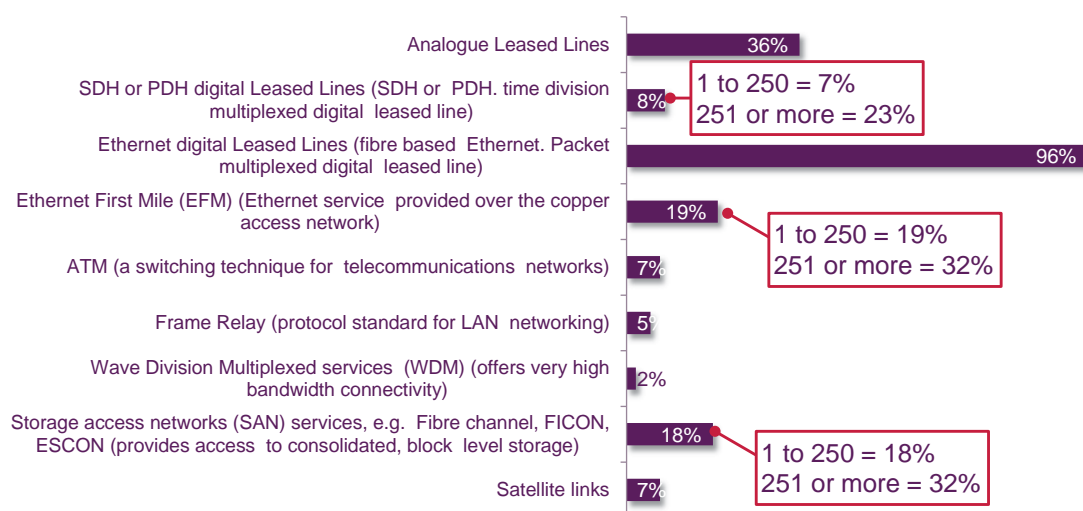 Analogue Leased Lines
36%
SDH or PDH digital Leased Lines (SDH or PDH. time division
multiplexed digital leased line)
8%
1 to 250 = 7%
251 or more = 23%
Ethernet digital Leased Lines (fibre based Ethernet. Packet
multiplexed digital leased line)
96%
Ethernet First Mile (EFM) (Ethernet service provided over the copper
access network)
19%
1 to 250 = 19%
251 or more = 32%
ATM (a switching technique for telecommunications networks)
7%
Frame Relay (protocol standard for LAN networking)
5%
Wave Division Multiplexed services (WDM) (offers very high
bandwidth connectivity)
2%
Storage access networks (SAN) services, e.g. Fibre channel, FICON,
ESCON (provides access to consolidated, block level storage)
18%
1 to 250 = 18%
251 or more = 32%
Satellite links
7%